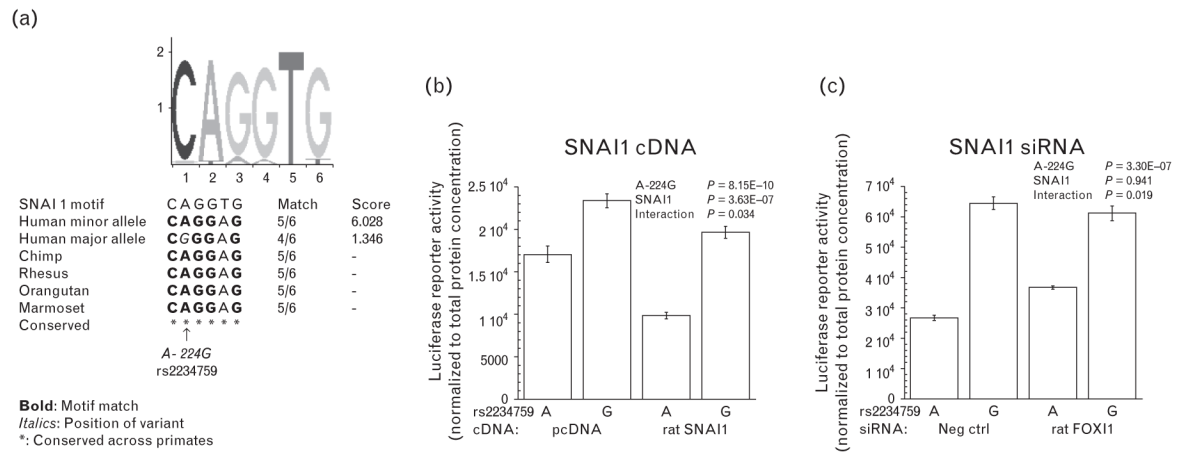 (a)
2
1
CAGGTG
1 2 3 4 5 6
SNAI 1 motif CAGGTG Match Score
Human minor allele CAGGAG 5/6 6.028
Human major allele CGGGAG 4/6 1.346
Chimp CAGGAG 5/6 -
Rhesus CAGGAG 5/6 -
Orangutan CAGGAG 5/6 -
Marmoset CAGGAG 5/6 -
Conserved * * * * * *
↑
A- 224G
rs2234759
Bold: Motif match
Italics: Position of variant
*: Conserved across primates
(b)
SNAI1 cDNA
A-224G P = 8.15E–10
SNAI1 P = 3.63E–07
Interaction P = 0.034
Luciferase reporter activity
(normalized to total protein concentration)
2.5 10⁴
2 10⁴
1.5 10⁴
1 10⁴
5000
0
rs2234759 A G A G
cDNA: pcDNA rat SNAI1
(c)
SNAI1 siRNA
A-224G P = 3.30E–07
SNAI1 P = 0.941
Interaction P = 0.019
Luciferase reporter activity
(normalized to total protein concentration)
7 10⁴
6 10⁴
5 10⁴
4 10⁴
3 10⁴
2 10⁴
1 10⁴
0
rs2234759 A G A G
siRNA: Neg ctrl rat FOXI1